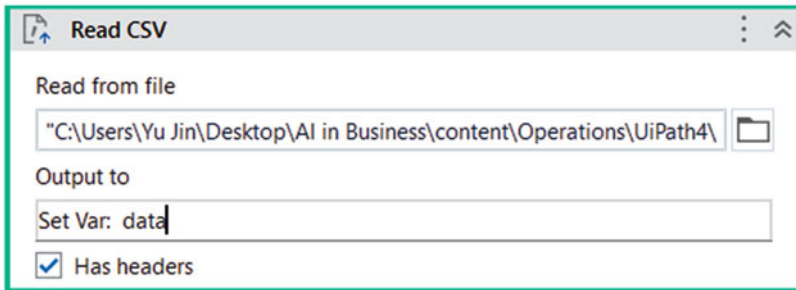 Read CSV
Read from file
"C:\Users\Yu Jin\Desktop\AI in Business\content\Operations\UiPath4\
Output to
Set Var: data
Has headers